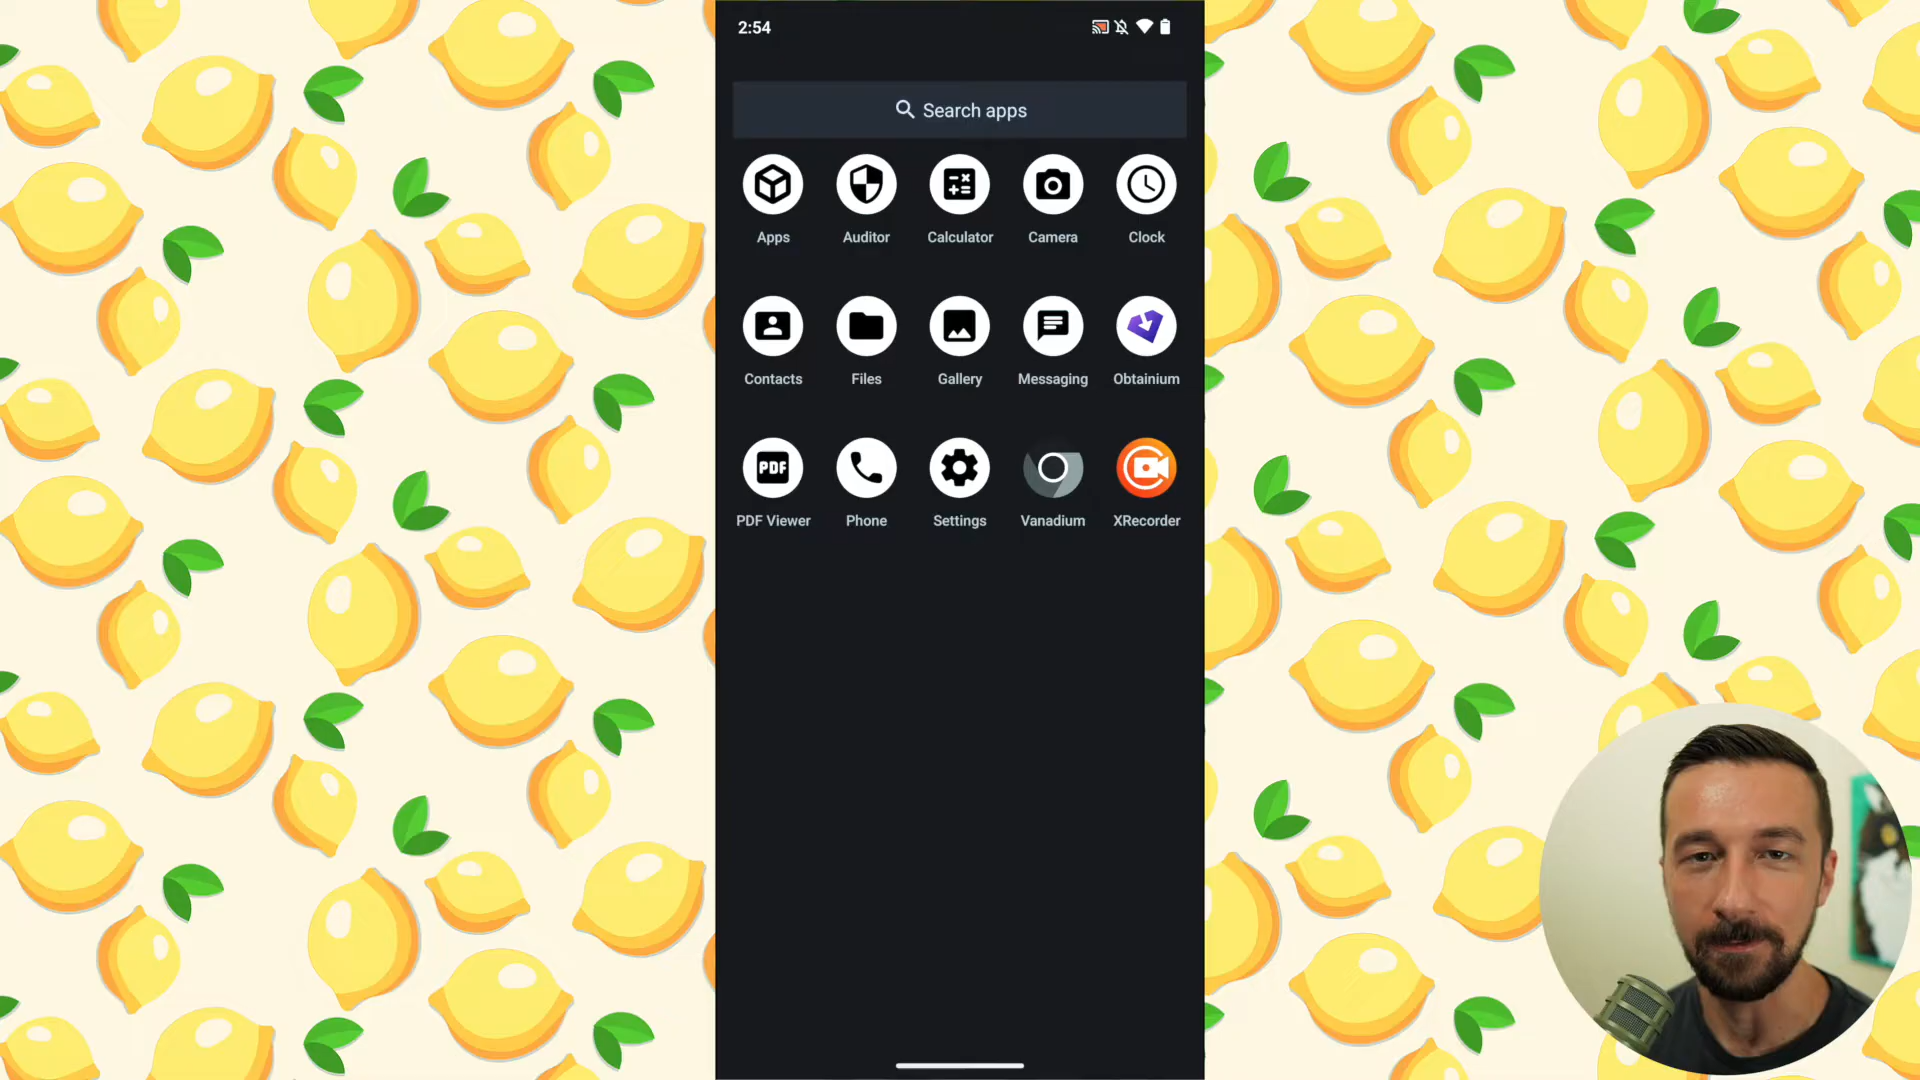 2:54
Search apps
Apps Auditor Calculator Camera Clock
Contacts Files Gallery Messaging Obtainium
PDF
PDF Viewer Phone Settings Vanadium XRecorder